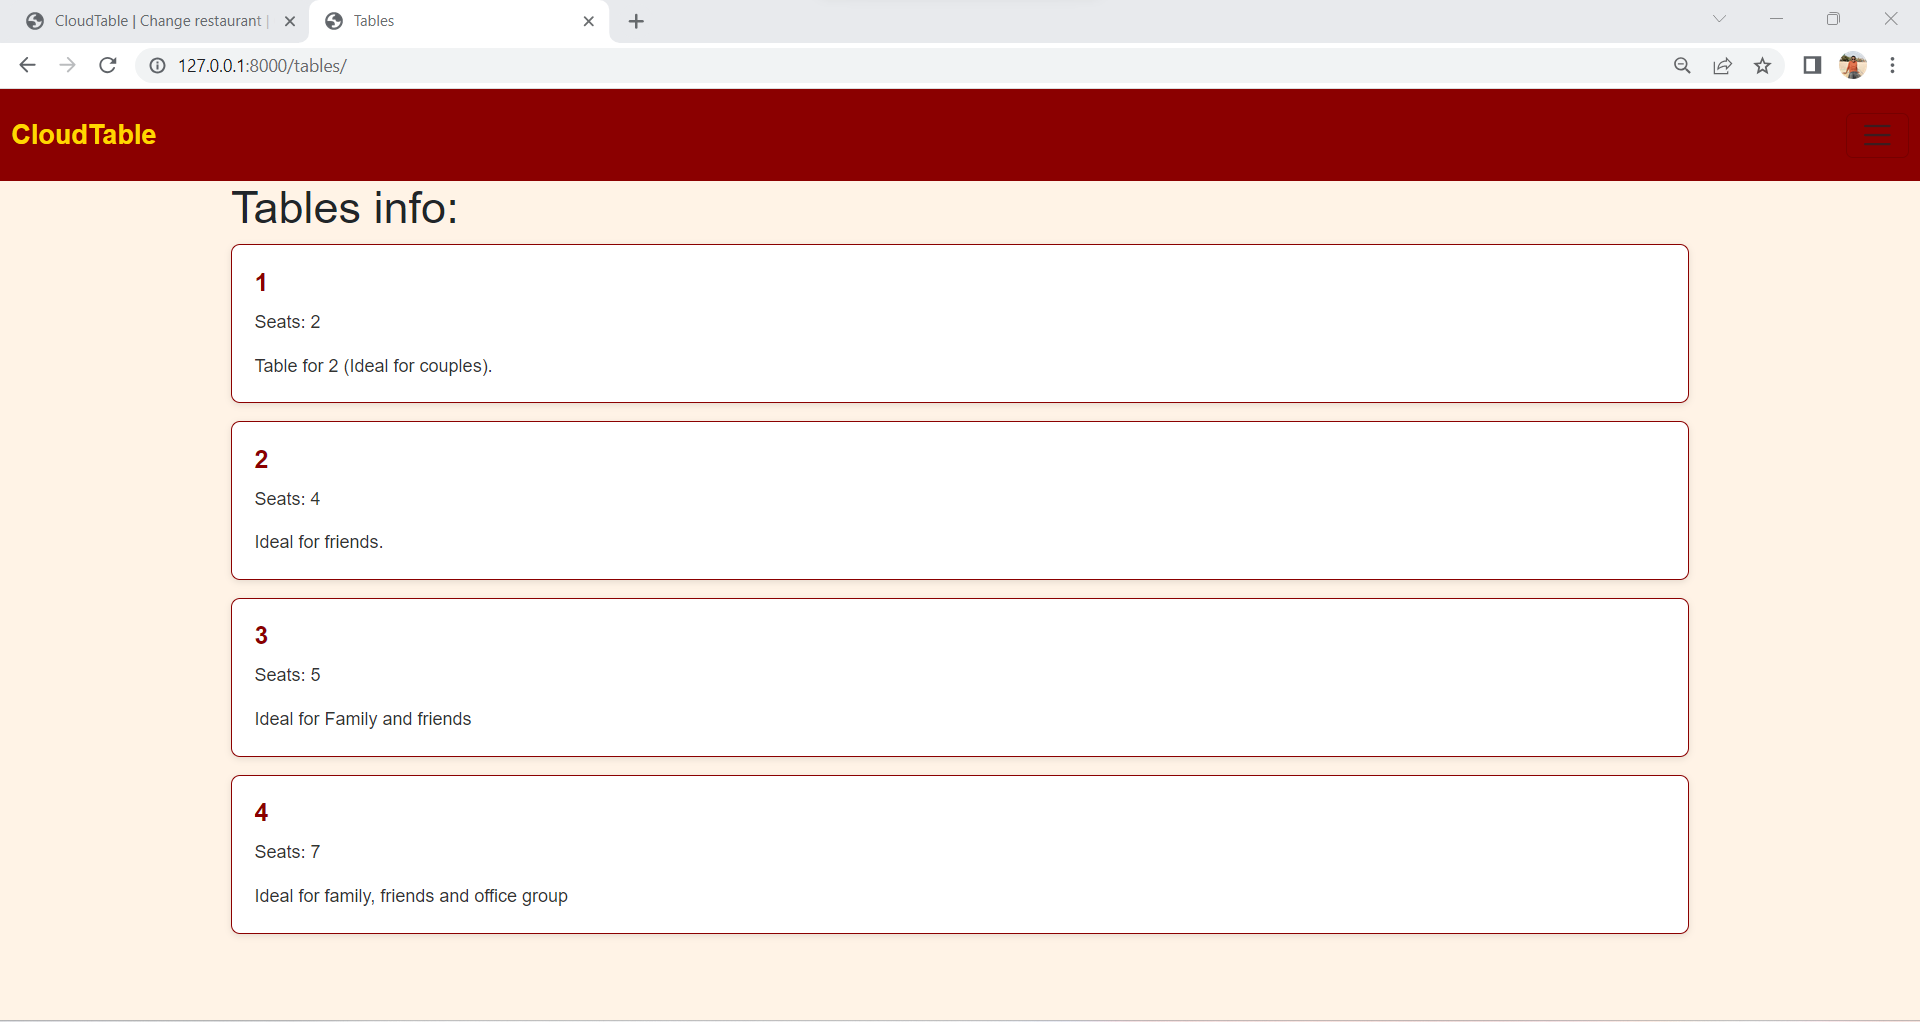 CloudTable | Change restaurant |
Tables
127.0.0.1:8000/tables/
CloudTable
Tables info:
1
Seats: 2
Table for 2 (Ideal for couples).
2
Seats: 4
Ideal for friends.
3
Seats: 5
Ideal for Family and friends
4
Seats: 7
Ideal for family, friends and office group